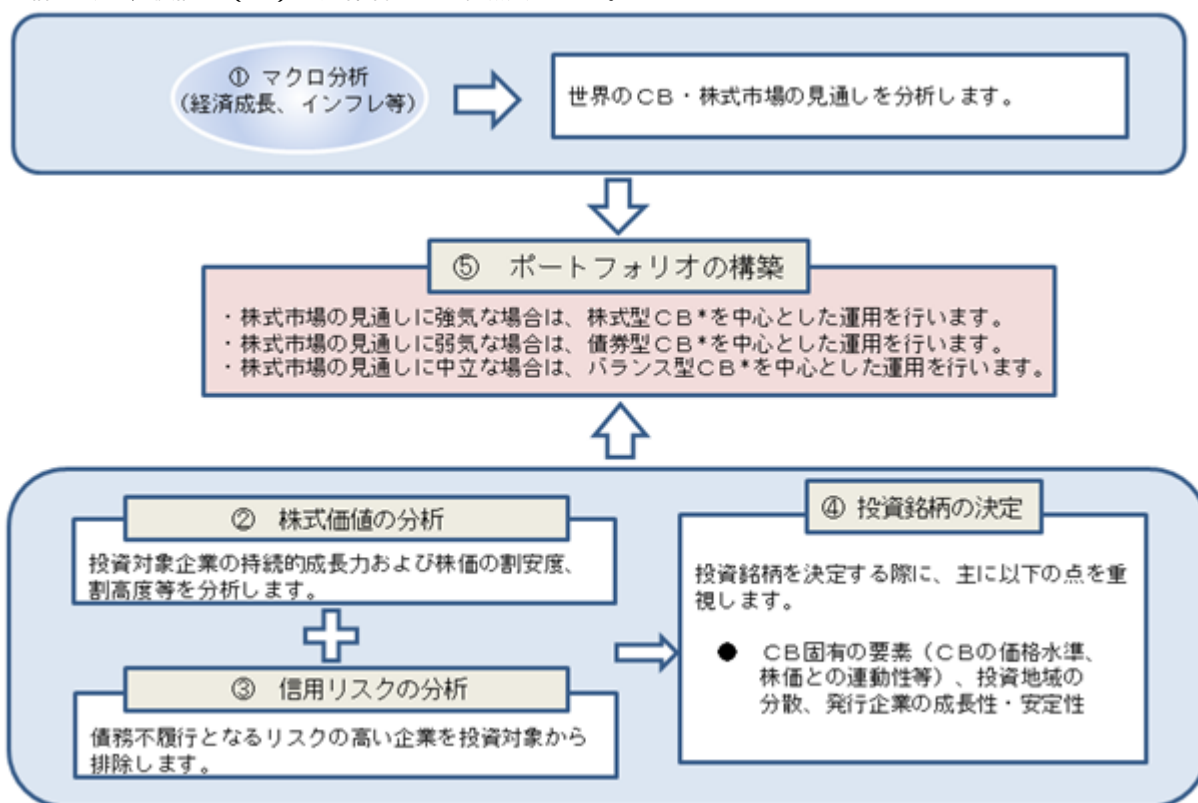 ① マクロ分析
(経済成長、インフレ等)
世界のＣＢ・株式市場の見通しを分析します。
⑤　ポートフォリオの構築
・株式市場の見通しに強気な場合は、株式型ＣＢ*を中心とした運用を行います。
・株式市場の見通しに弱気な場合は、債券型ＣＢ*を中心とした運用を行います。
・株式市場の見通しに中立な場合は、バランス型ＣＢ*を中心とした運用を行います。
②　株式価値の分析
投資対象企業の持続的成長力および株価の割安度、
割高度等を分析します。
③　信用リスクの分析
債務不履行となるリスクの高い企業を投資対象から
排除します。
④ 投資銘柄の決定
投資銘柄を決定する際に、主に以下の点を重
視します。
●　ＣＢ固有の要素（ＣＢの価格水準、
株価との連動性等）、投資地域の
分散、発行企業の成長性・安定性